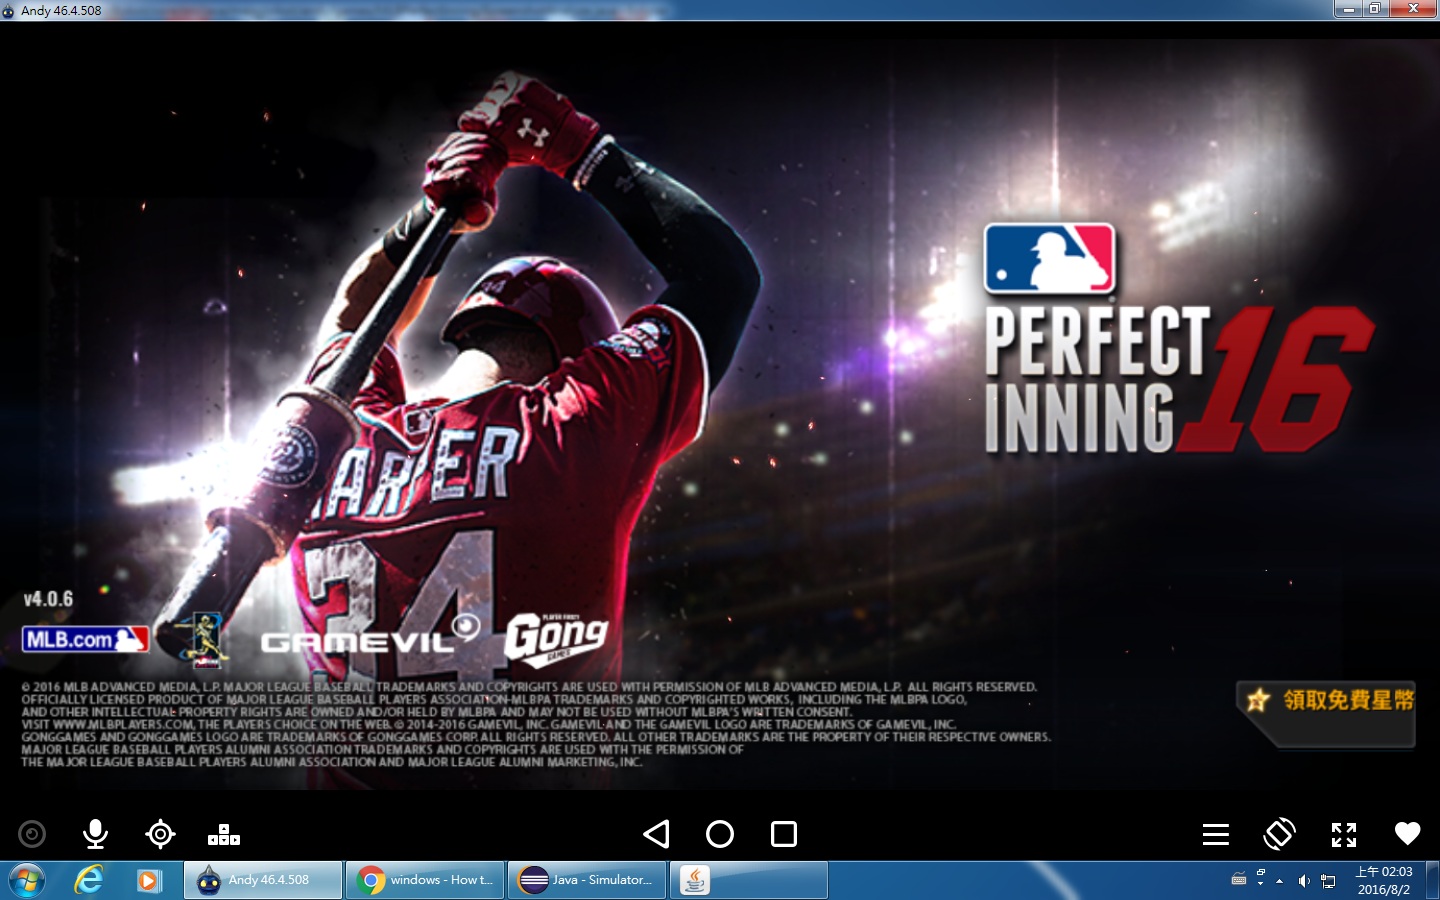 Andy 46.4.508
PERFECT
INNING 16
34
ARPER
34
v4.0.6
MLB.com
GAMEVIL
PLAYER FIRST!
Gong
GAMES
© 2016 MLB ADVANCED MEDIA, L.P. MAJOR LEAGUE BASEBALL TRADEMARKS AND COPYRIGHTS ARE USED WITH PERMISSION OF MLB ADVANCED MEDIA, L.P. ALL RIGHTS RESERVED.
OFFICIALLY LICENSED PRODUCT OF MAJOR LEAGUE BASEBALL PLAYERS ASSOCIATION-MLBPA TRADEMARKS AND COPYRIGHTED WORKS, INCLUDING THE MLBPA LOGO,
AND OTHER INTELLECTUAL PROPERTY RIGHTS ARE OWNED AND/OR HELD BY MLBPA AND MAY NOT BE USED WITHOUT MLBPA'S WRITTEN CONSENT.
VISIT WWW.MLBPLAYERS.COM, THE PLAYERS CHOICE ON THE WEB. © 2014-2016 GAMEVIL, INC. GAMEVIL AND THE GAMEVIL LOGO ARE TRADEMARKS OF GAMEVIL, INC.
GONGGAMES AND GONGGAMES LOGO ARE TRADEMARKS OF GONGGAMES CORP. ALL RIGHTS RESERVED. ALL OTHER TRADEMARKS ARE THE PROPERTY OF THEIR RESPECTIVE OWNERS.
MAJOR LEAGUE BASEBALL PLAYERS ALUMNI ASSOCIATION TRADEMARKS AND COPYRIGHTS ARE USED WITH THE PERMISSION OF
THE MAJOR LEAGUE BASEBALL PLAYERS ALUMNI ASSOCIATION AND MAJOR LEAGUE ALUMNI MARKETING, INC.
領取免費星幣
Andy 46.4.508
windows - How t...
Java - Simulator...
上午 02:03
2016/8/2